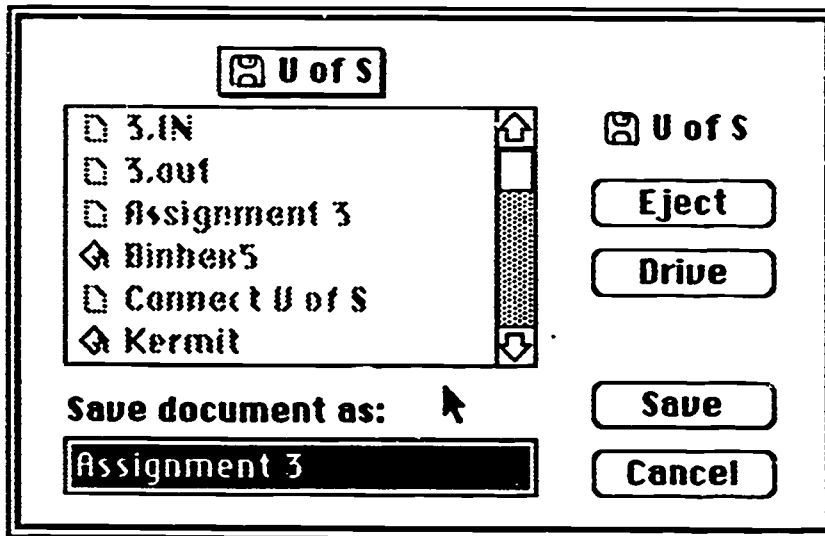 U of S
3.IN
3.out
Assignment 3
BinHex5
Connect U of S
Kermit
U of S
Eject
Drive
Save document as:
Assignment 3
Save
Cancel